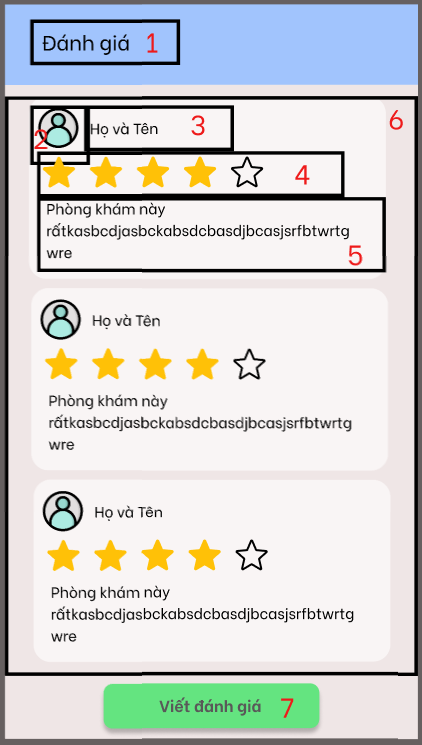 Đánh giá 1
6
2 Họ và Tên 3
4
Phòng khám này
rấtkasbcdjasbckabsdcbasdjbcasjsrfbtwrtg
wre 5
Họ và Tên
Phòng khám này
rấtkasbcdjasbckabsdcbasdjbcasjsrfbtwrtg
wre
Họ và Tên
Phòng khám này
rấtkasbcdjasbckabsdcbasdjbcasjsrfbtwrtg
wre
Viết đánh giá 7